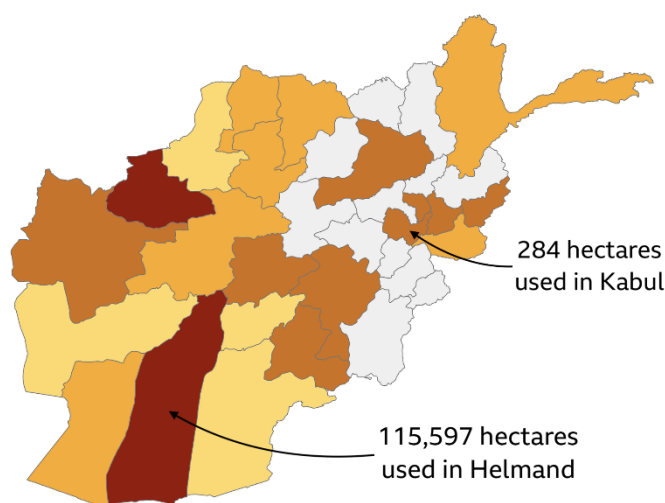 284 hectares
used in Kabul
115,597 hectares
used in Helmand